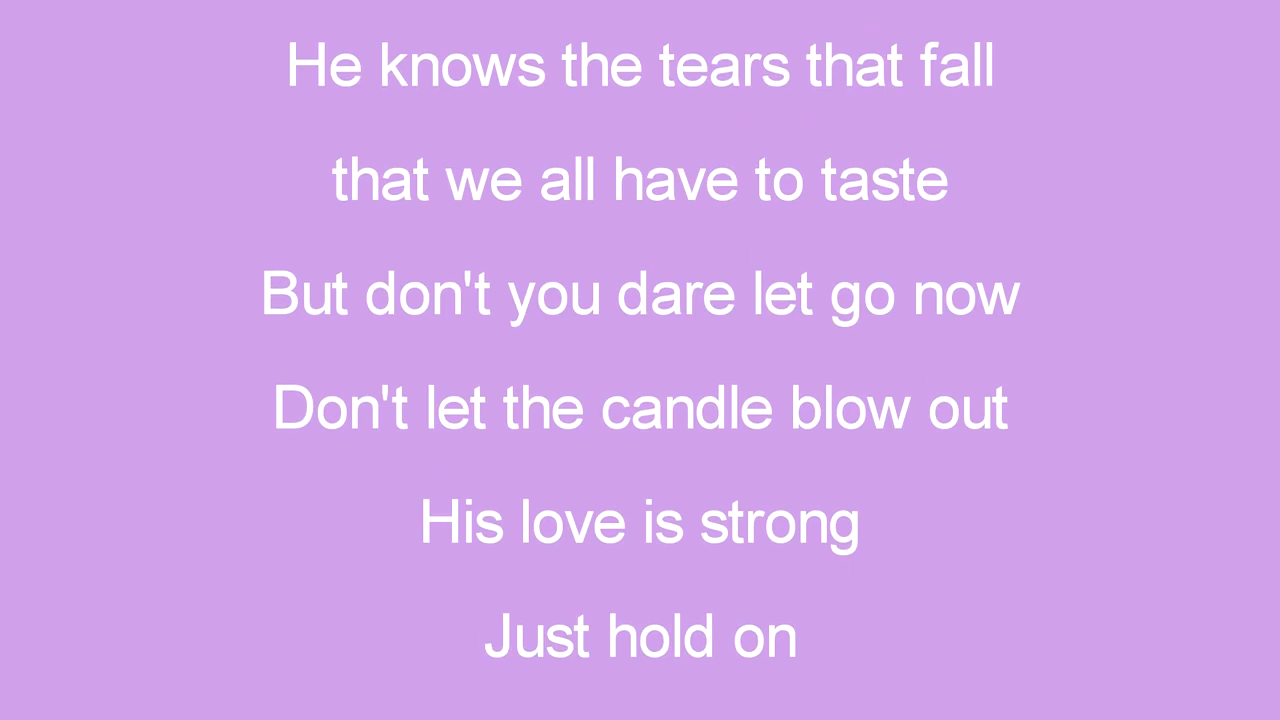 He knows the tears that fall
that we all have to taste
But don't you dare let go now
Don't let the candle blow out
His love is strong
Just hold on